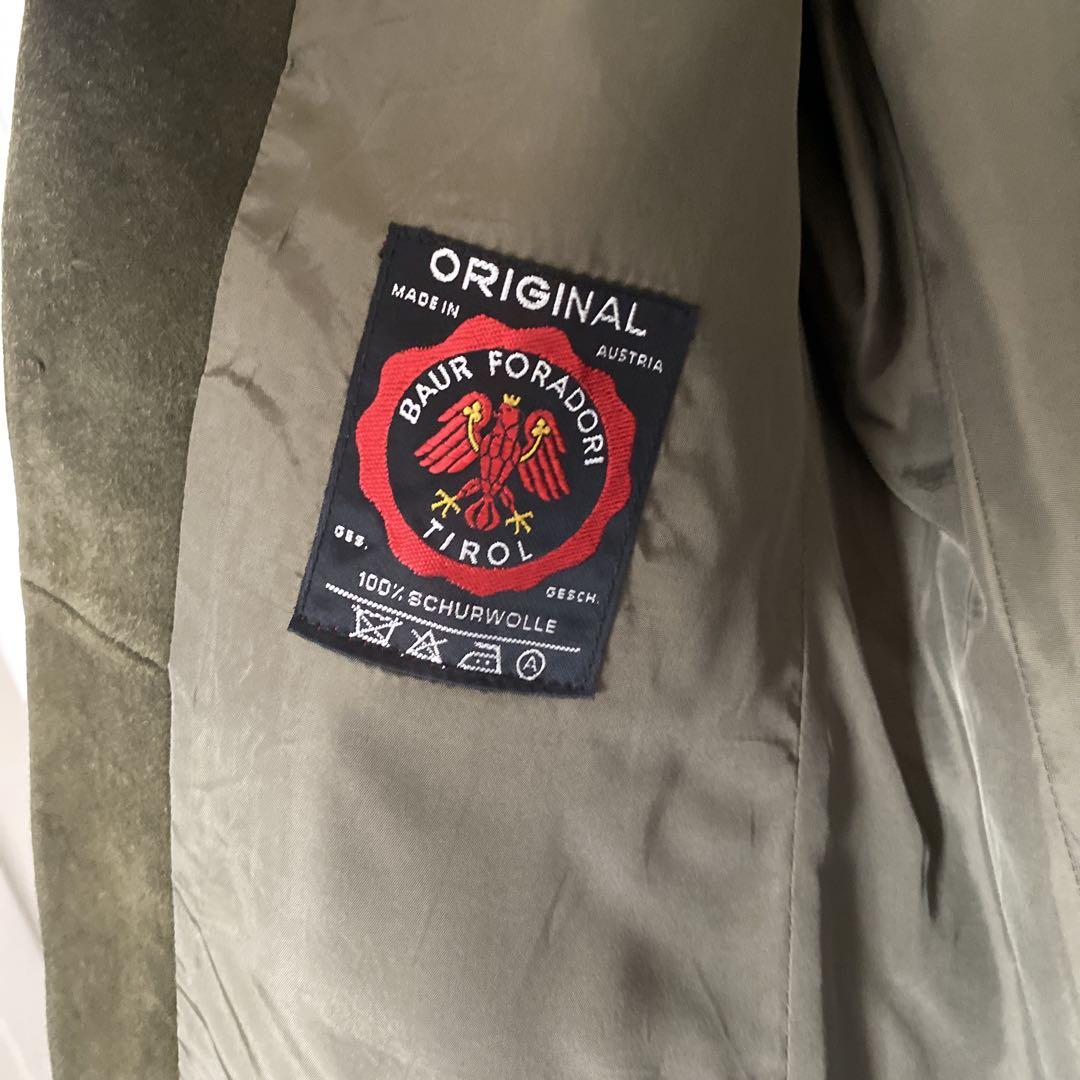 ORIGINAL
MADE IN
AUSTRIA
BAUR FORADORI
TIROL
GES.
GESCH.
100% SCHURWOLLE
A